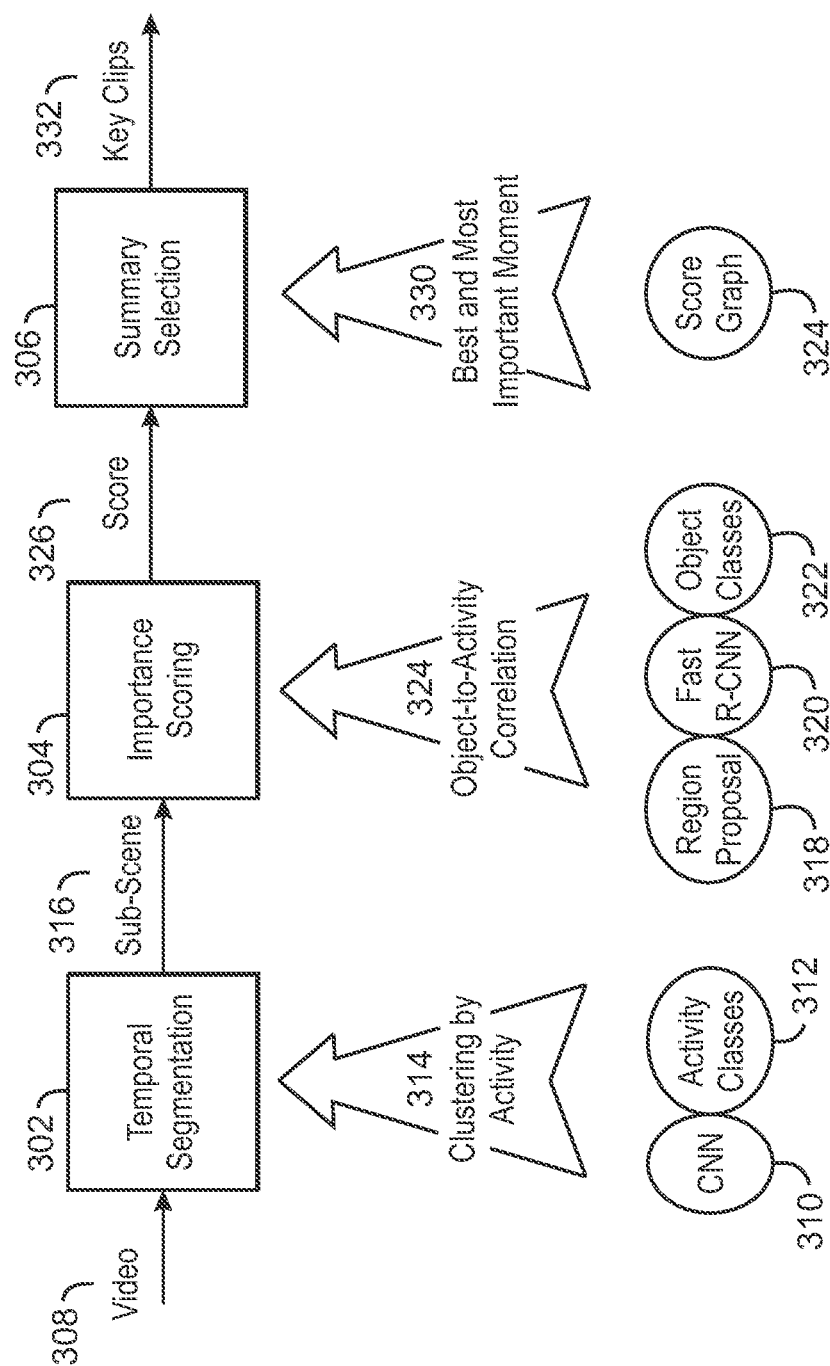 308
Video
302
Temporal
Segmentation
316
Sub-Scene
304
Importance
Scoring
326
Score
306
Summary
Selection
332
Key Clips
314
Clustering by
Activity
324
Object-to-Activity
Correlation
330
Best and Most
Important Moment
CNN
Activity
Classes
Region
Proposal
Fast
R-CNN
Object
Classes
Score
Graph
310
312
318
320
322
324